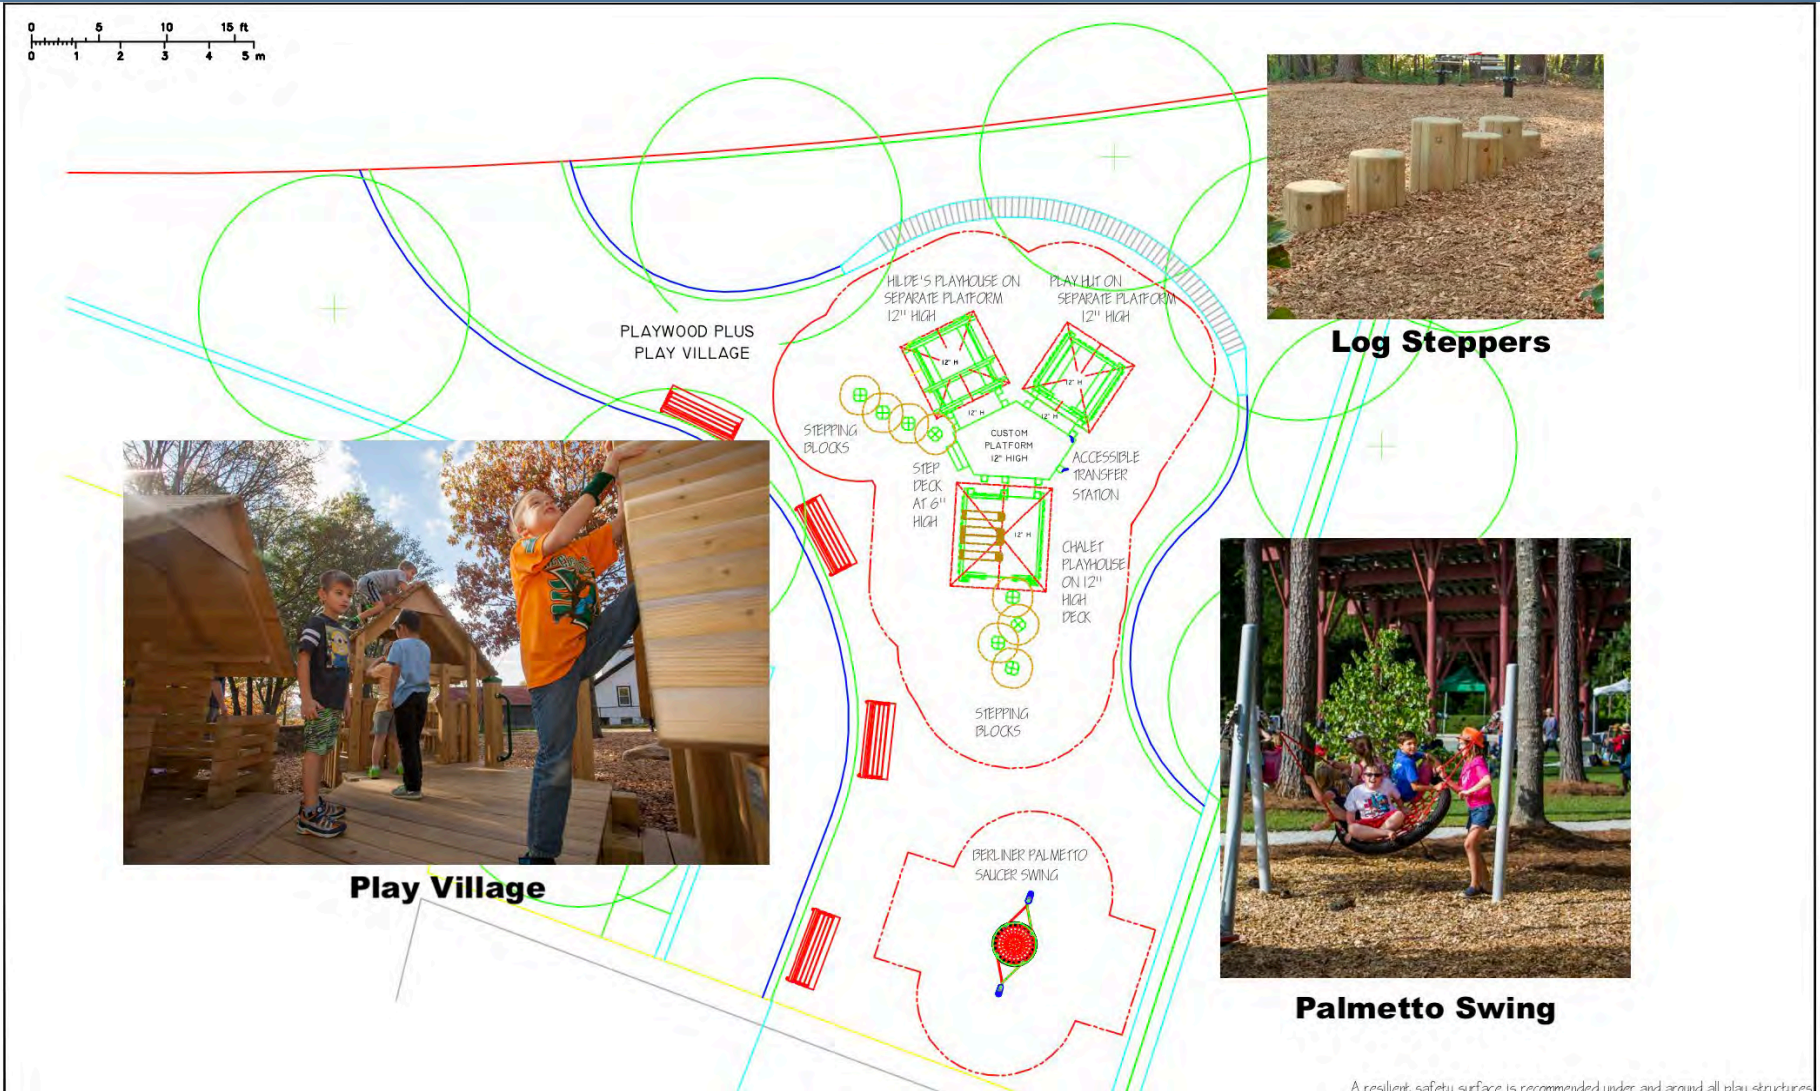 0 5 10 15 ft
0 1 2 3 4 5 m
HILDE'S PLAYHOUSE ON
SEPARATE PLATFORM
12" HIGH
PLAY HUT ON
SEPARATE PLATFORM
12" HIGH
PLAYWOOD PLUS
PLAY VILLAGE
Log Steppers
12" H
12" H
12" H
12" H
STEPPING
BLOCKS
CUSTOM
PLATFORM
12" HIGH
STEP
DECK
AT 6"
HIGH
ACCESSIBLE
TRANSFER
STATION
12" H
CHALET
PLAYHOUSE
ON 12"
HIGH
DECK
STEPPING
BLOCKS
BERLINER PALMETTO
SAUCER SWING
Play Village
Palmetto Swing
A resilient safety surface is recommended under and around all play structures